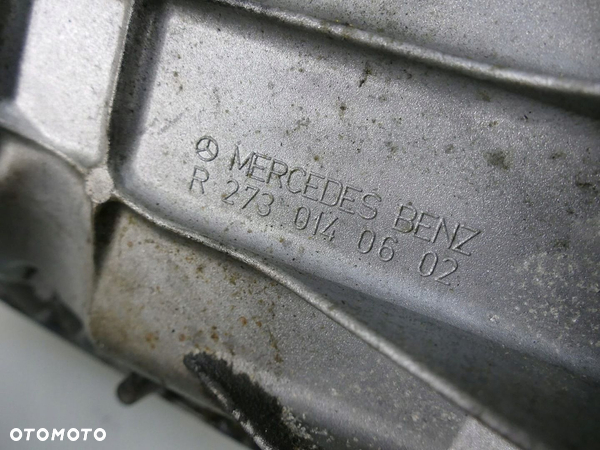 MERCEDES BENZ
R 273 014 06 02
OTOMOTO